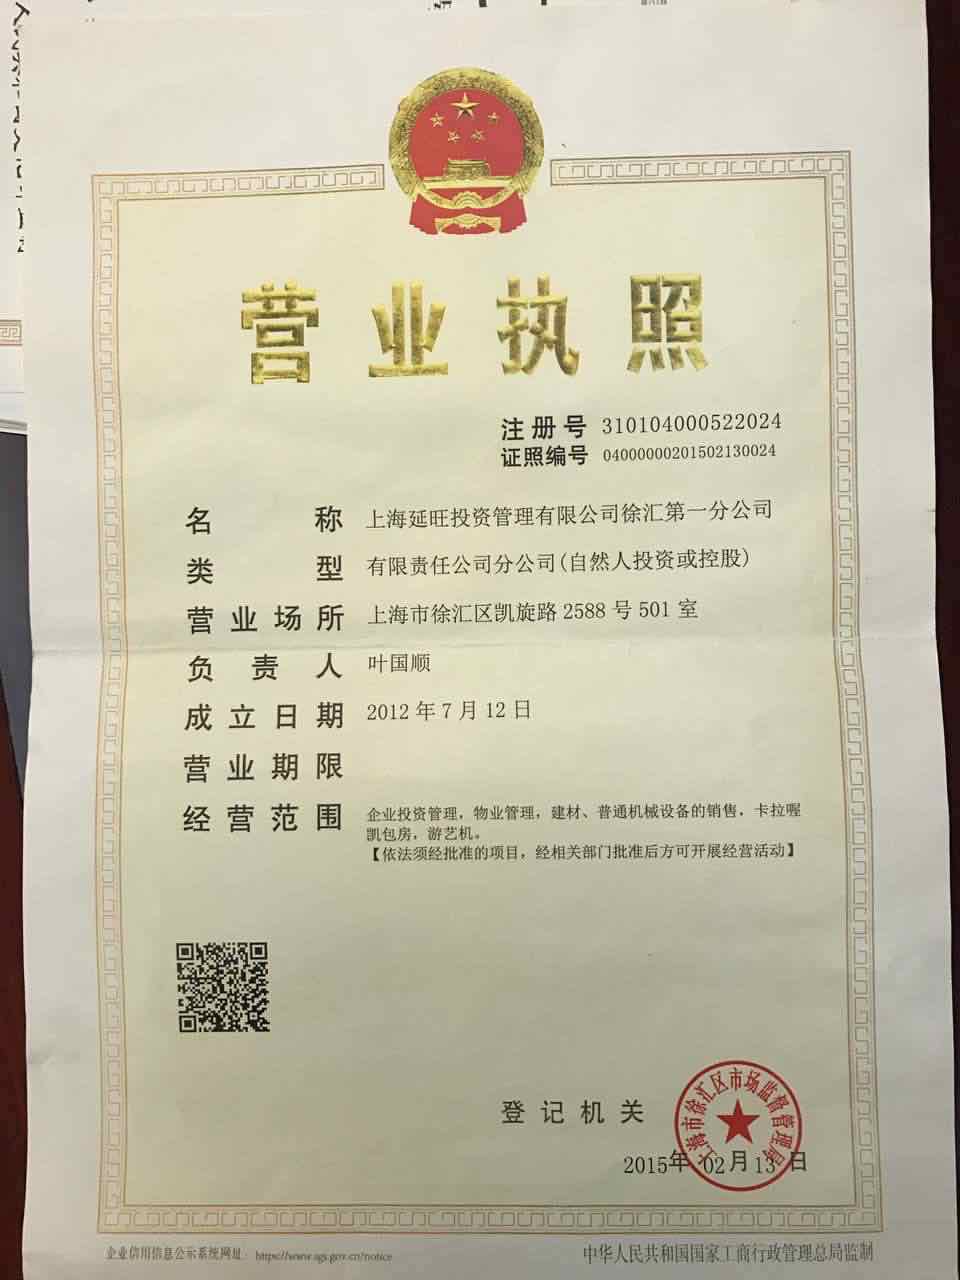 营业执照
注册号 310104000522024
证照编号 04000000201502130024
名称 上海延旺投资管理有限公司徐汇第一分公司
类型 有限责任公司分公司(自然人投资或控股)
营业场所 上海市徐汇区凯旋路2588号501室
负责人 叶国顺
成立日期 2012年7月12日
营业期限
经营范围 企业投资管理，物业管理，建材、普通机械设备的销售，卡拉喔
凯包房，游艺机。
【依法须经批准的项目，经相关部门批准后方可开展经营活动】
登记机关
上海市徐汇区市场监督管理局
2015年02月13日
企业信用信息公示系统网址：https://www.sgs.gov.cn/notice
中华人民共和国国家工商行政管理总局监制